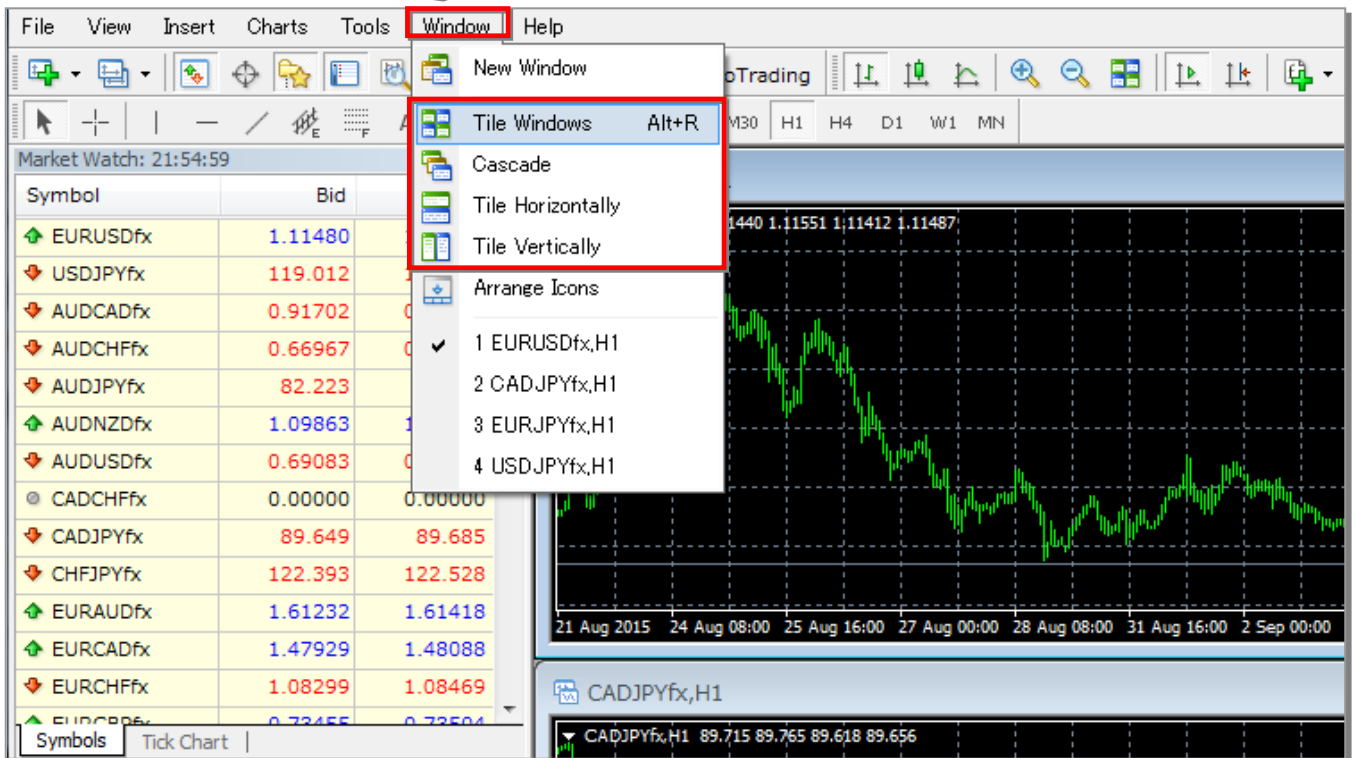 File View Insert Charts Tools Window Help
New Window
oTrading
Tile Windows Alt+R
M30 H1 H4 D1 W1 MN
Cascade
Tile Horizontally
Tile Vertically
Arrange Icons
1 EURUSDfx,H1
2 CADJPYfx,H1
3 EURJPYfx,H1
4 USDJPYfx,H1
Market Watch: 21:54:59
Symbol Bid
EURUSDfx 1.11480
USDJPYfx 119.012
AUDCADfx 0.91702
AUDCHFfx 0.66967
AUDJPYfx 82.223
AUDNZDfx 1.09863
AUDUSDfx 0.69083
CADCHFfx 0.00000 0.00000
CADJPYfx 89.649 89.685
CHFJPYfx 122.393 122.528
EURAUDfx 1.61232 1.61418
EURCADfx 1.47929 1.48088
EURCHFfx 1.08299 1.08469
Symbols Tick Chart
1440 1.11551 1.11412 1.11487
21 Aug 2015 24 Aug 08:00 25 Aug 16:00 27 Aug 00:00 28 Aug 08:00 31 Aug 16:00 2 Sep 00:00
CADJPYfx,H1
CADJPYfx,H1 89.715 89.765 89.618 89.656